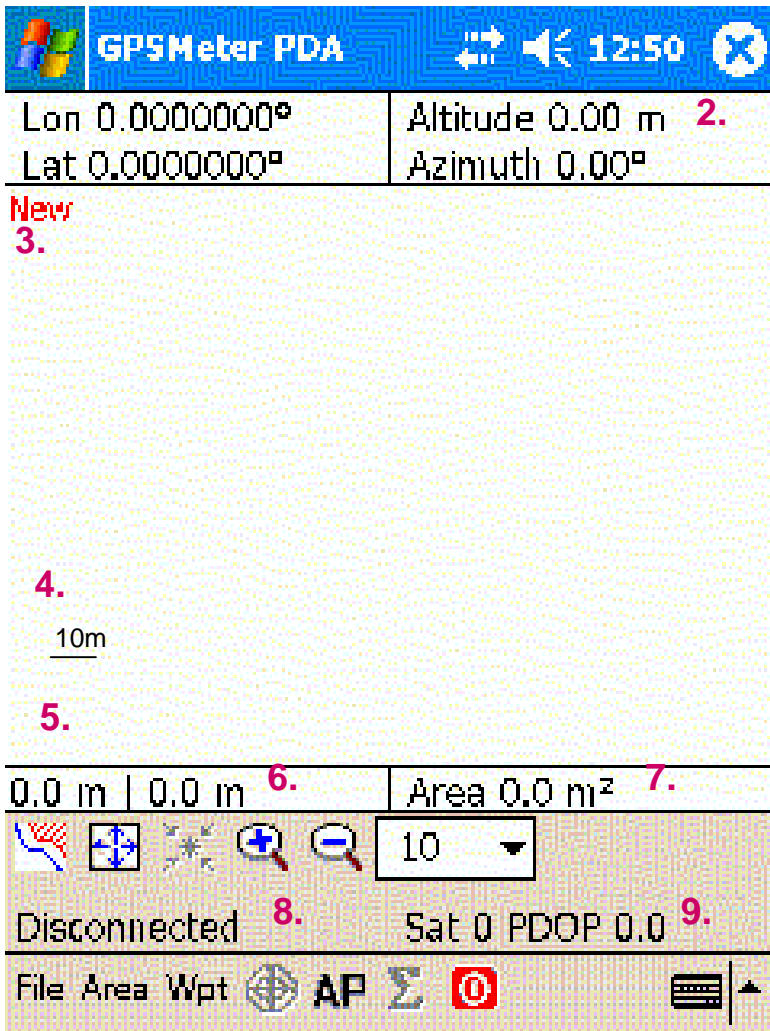 GPSMeter PDA 12:50
Lon 0.0000000° Altitude 0.00 m 2.
Lat 0.0000000° Azimuth 0.00°
New
3.
4.
10m
5.
0.0 m | 0.0 m 6. Area 0.0 m² 7.
10
Disconnected 8. Sat 0 PDOP 0.0 9.
File Area Wpt AP Σ 0